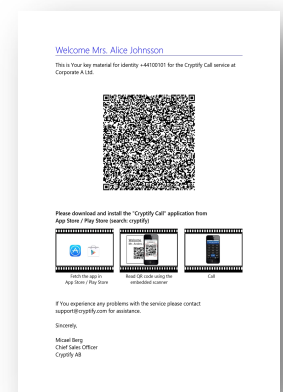 Welcome Mrs. Alice Johnsson
This is Your key material for identity +44100101 for the Cryptify Call service at
Corporate A Ltd.
Please download and install the "Cryptify Call" application from
App Store / Play Store (search: cryptify)
Fetch the app in
App Store / Play Store
Read QR code using the
embedded scanner
Call
If You experience any problems with the service please contact
support@cryptify.com for assistance.
Sincerely,
Micael Berg
Chief Sales Officer
Cryptify AB